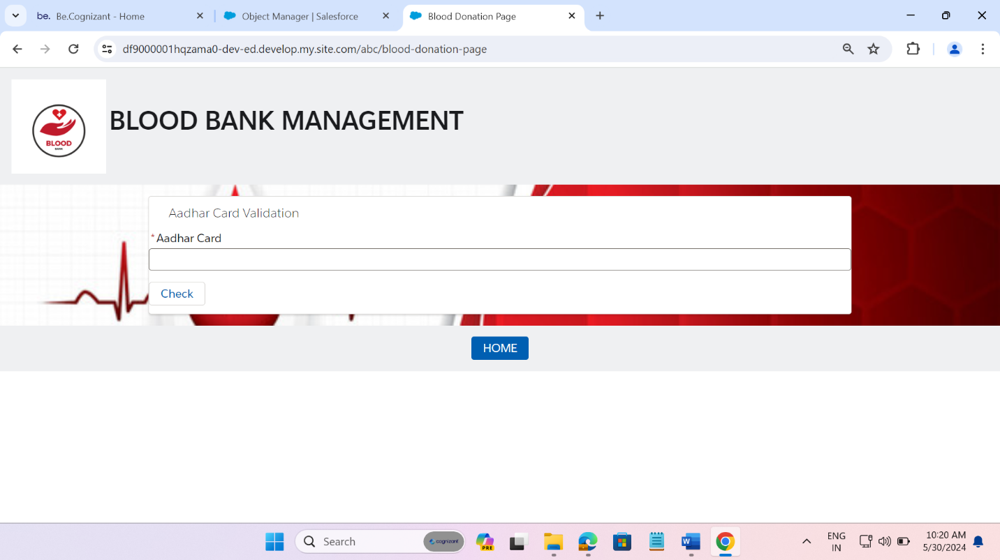 be. Be.Cognizant - Home
Object Manager | Salesforce
Blood Donation Page
df9000001hqzama0-dev-ed.develop.my.site.com/abc/blood-donation-page
BLOOD
BANK
BLOOD BANK MANAGEMENT
Aadhar Card Validation
* Aadhar Card
Check
HOME
Search
cognizant
PRE
W
ENG
IN
10:20 AM
5/30/2024